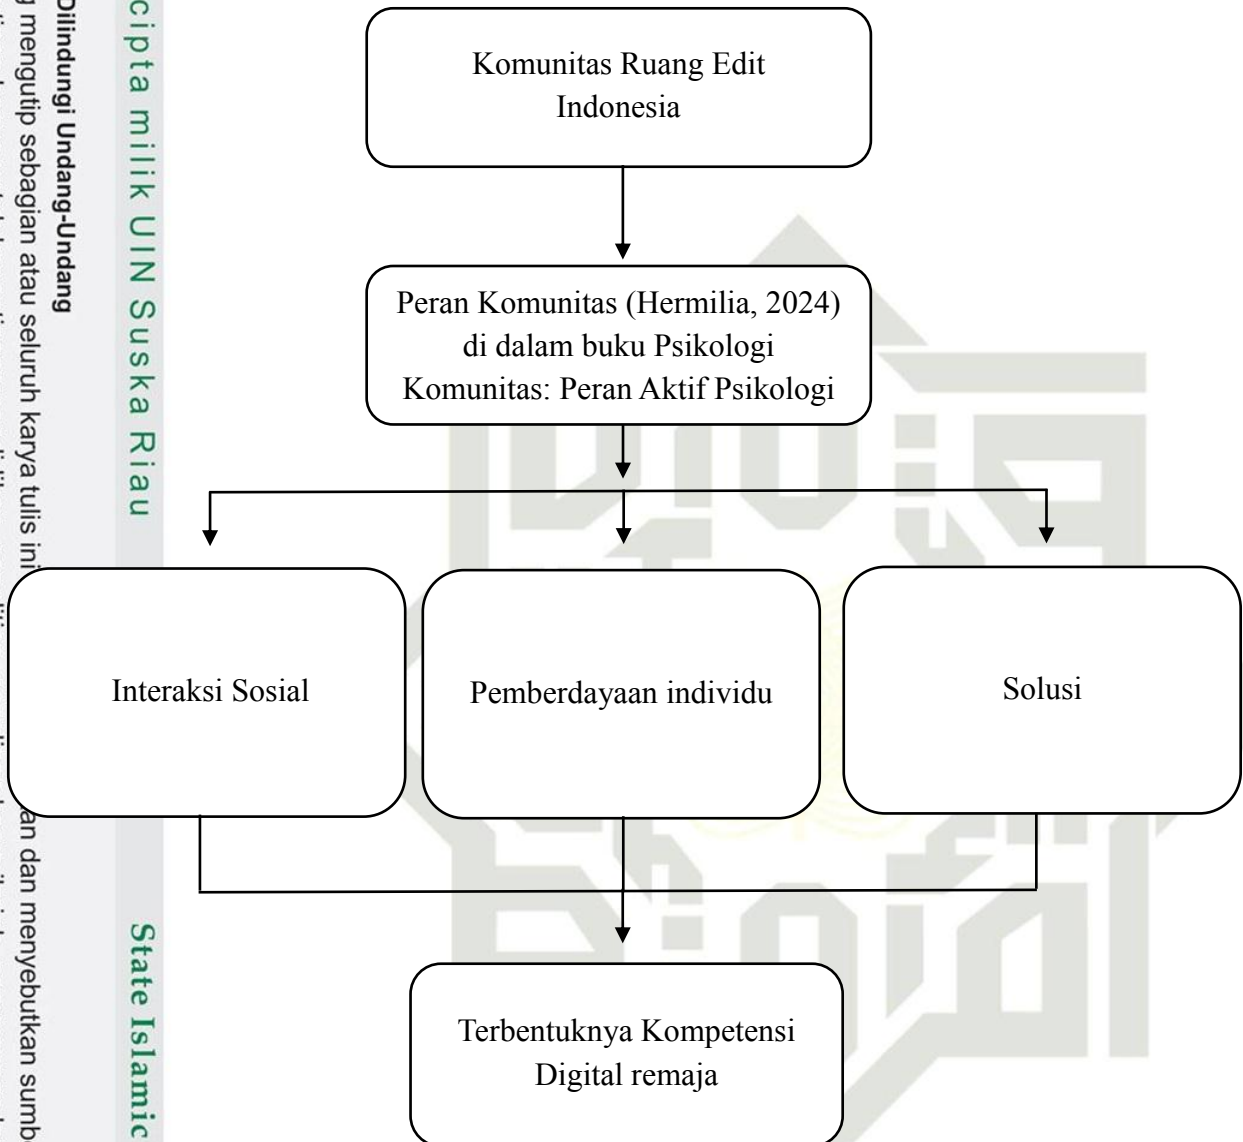 Komunitas Ruang Edit
Indonesia
Peran Komunitas (Hermilia, 2024)
di dalam buku Psikologi
Komunitas: Peran Aktif Psikologi
Interaksi Sosial
Pemberdayaan individu
Solusi
Terbentuknya Kompetensi
Digital remaja
cipta milik UIN Suska Riau
State Islamic
Dilindungi Undang-Undang
mengutip sebagian atau seluruh karya tulis ini
dan menyebutkan